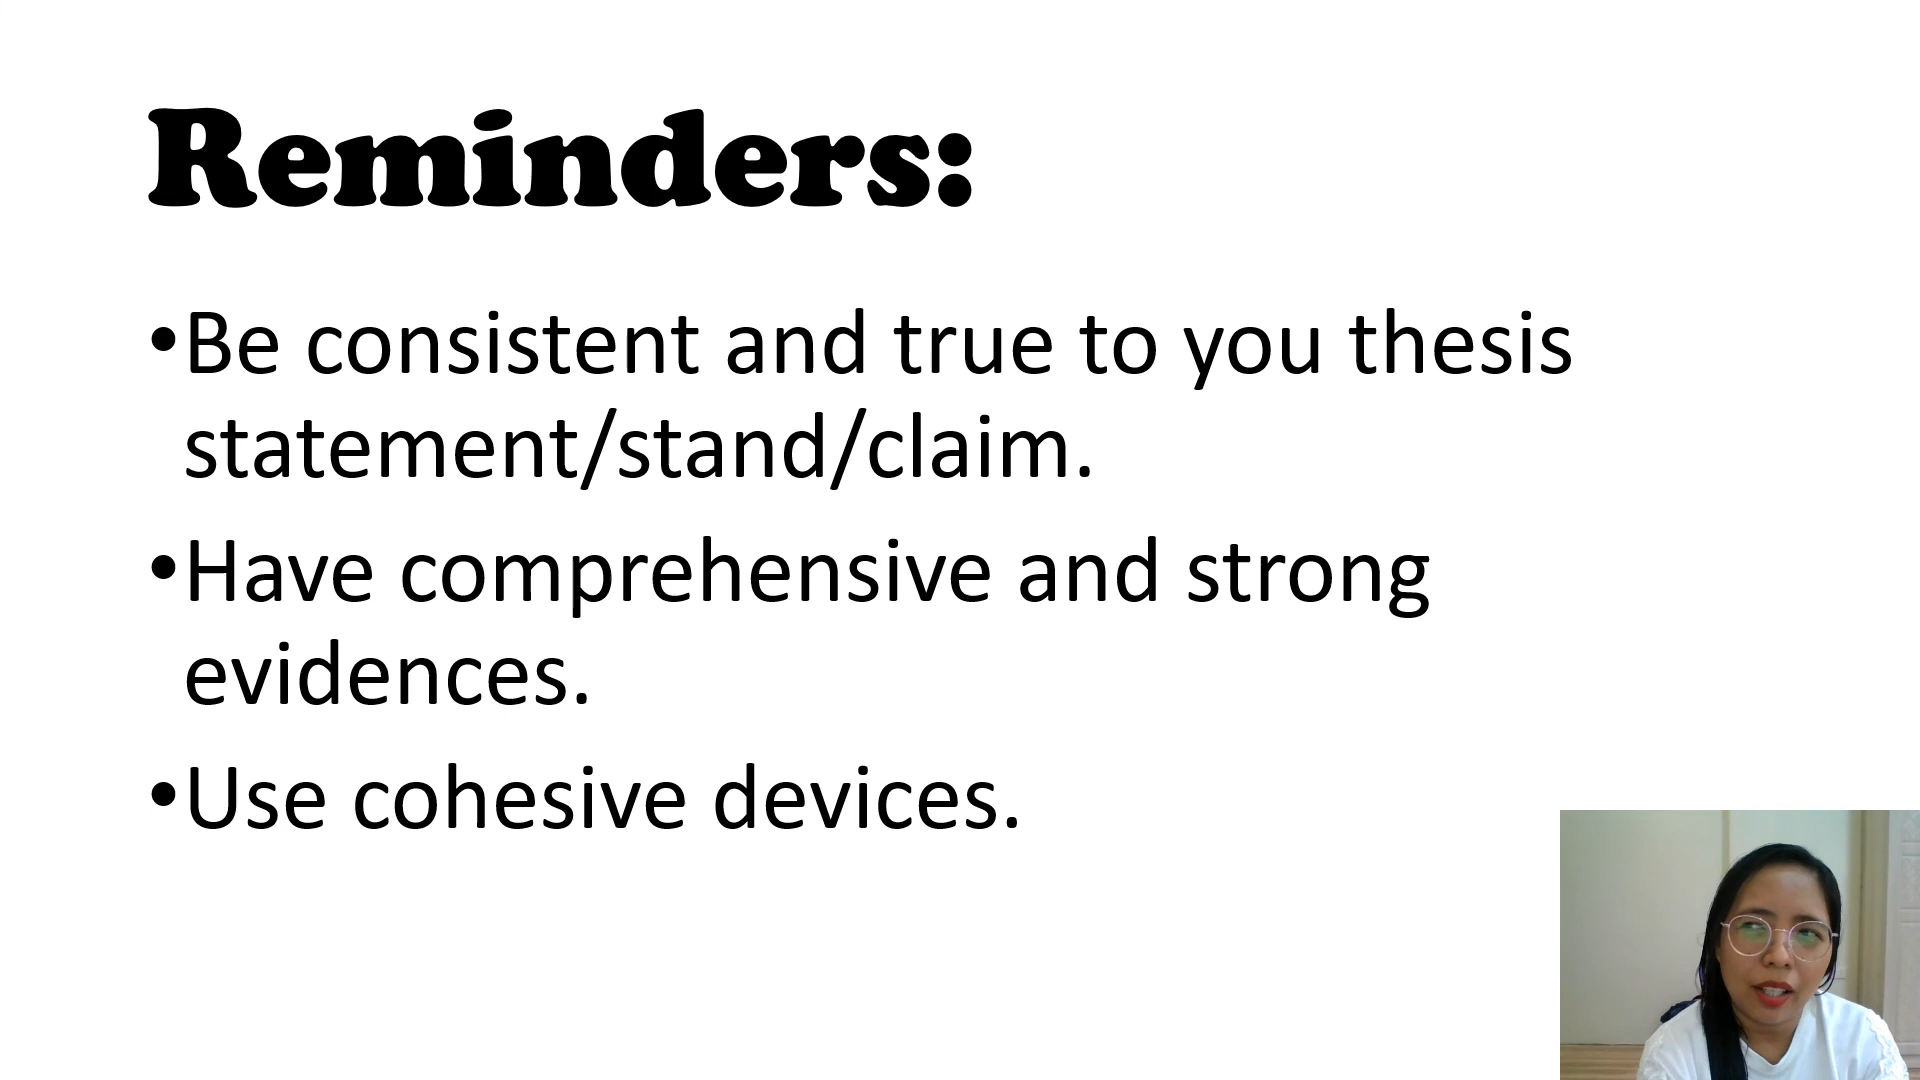 Reminders:
•Be consistent and true to you thesis
statement/stand/claim.
•Have comprehensive and strong
evidences.
•Use cohesive devices.